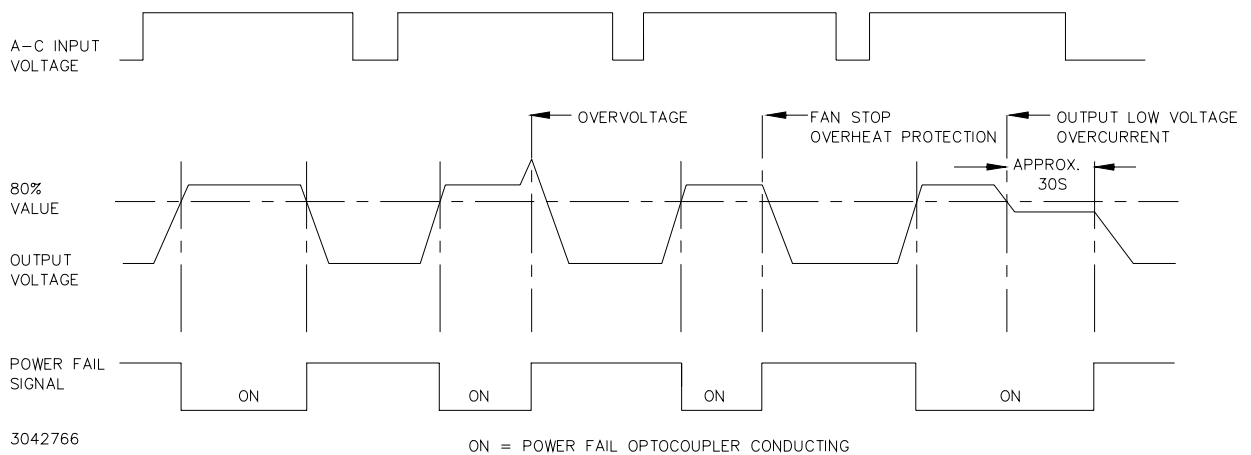 A-C INPUT
VOLTAGE
OVERVOLTAGE
FAN STOP
OVERHEAT PROTECTION
OUTPUT LOW VOLTAGE
OVERCURRENT
APPROX.
30S
80%
VALUE
OUTPUT
VOLTAGE
POWER FAIL
SIGNAL
ON
ON
ON
ON
3042766
ON = POWER FAIL OPTOCOUPLER CONDUCTING